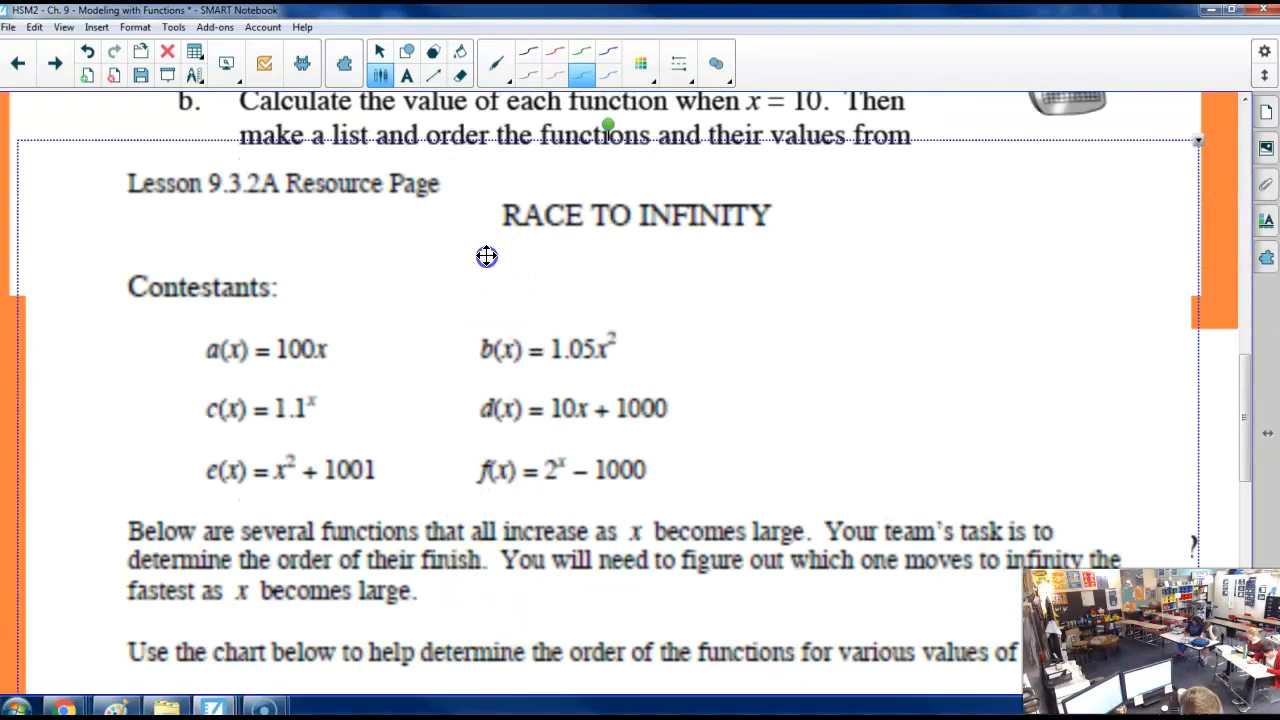 HSM2 - Ch. 9 - Modeling with Functions * - SMART Notebook
File Edit View Insert Format Tools Add-ons Account Help
b. Calculate the value of each function when x = 10. Then
make a list and order the functions and their values from
Lesson 9.3.2A Resource Page
RACE TO INFINITY
Contestants:
a(x) = 100x b(x) = 1.05x²
c(x) = 1.1ˣ d(x) = 10x + 1000
e(x) = x² + 1001 f(x) = 2ˣ – 1000
Below are several functions that all increase as x becomes large. Your team's task is to
determine the order of their finish. You will need to figure out which one moves to infinity the
fastest as x becomes large.
Use the chart below to help determine the order of the functions for various values of